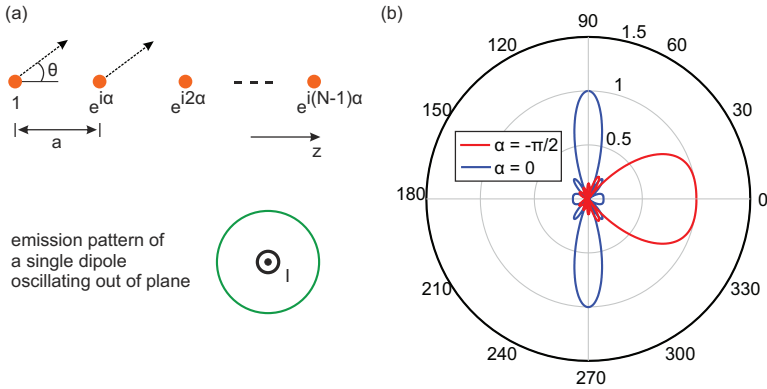 (a)
θ
1
e^iα
e^i2α
e^i(N-1)α
a
z
emission pattern of
a single dipole
oscillating out of plane
I
(b)
90
120
1.5
60
150
1
30
0.5
α = -π/2
α = 0
180
0
210
330
240
300
270